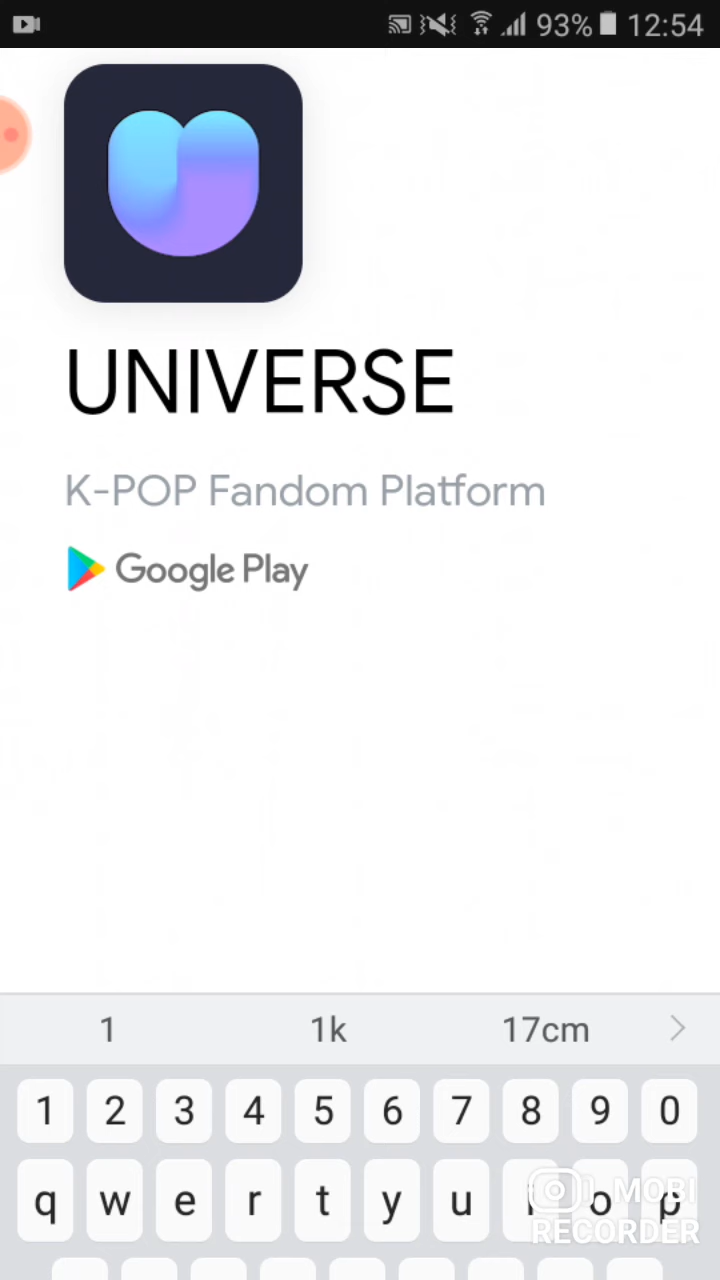 93% 12:54
UNIVERSE
K-POP Fandom Platform
Google Play
1 1k 17cm
1 2 3 4 5 6 7 8 9 0
q w e r t y u i o p
MOBI
RECORDER